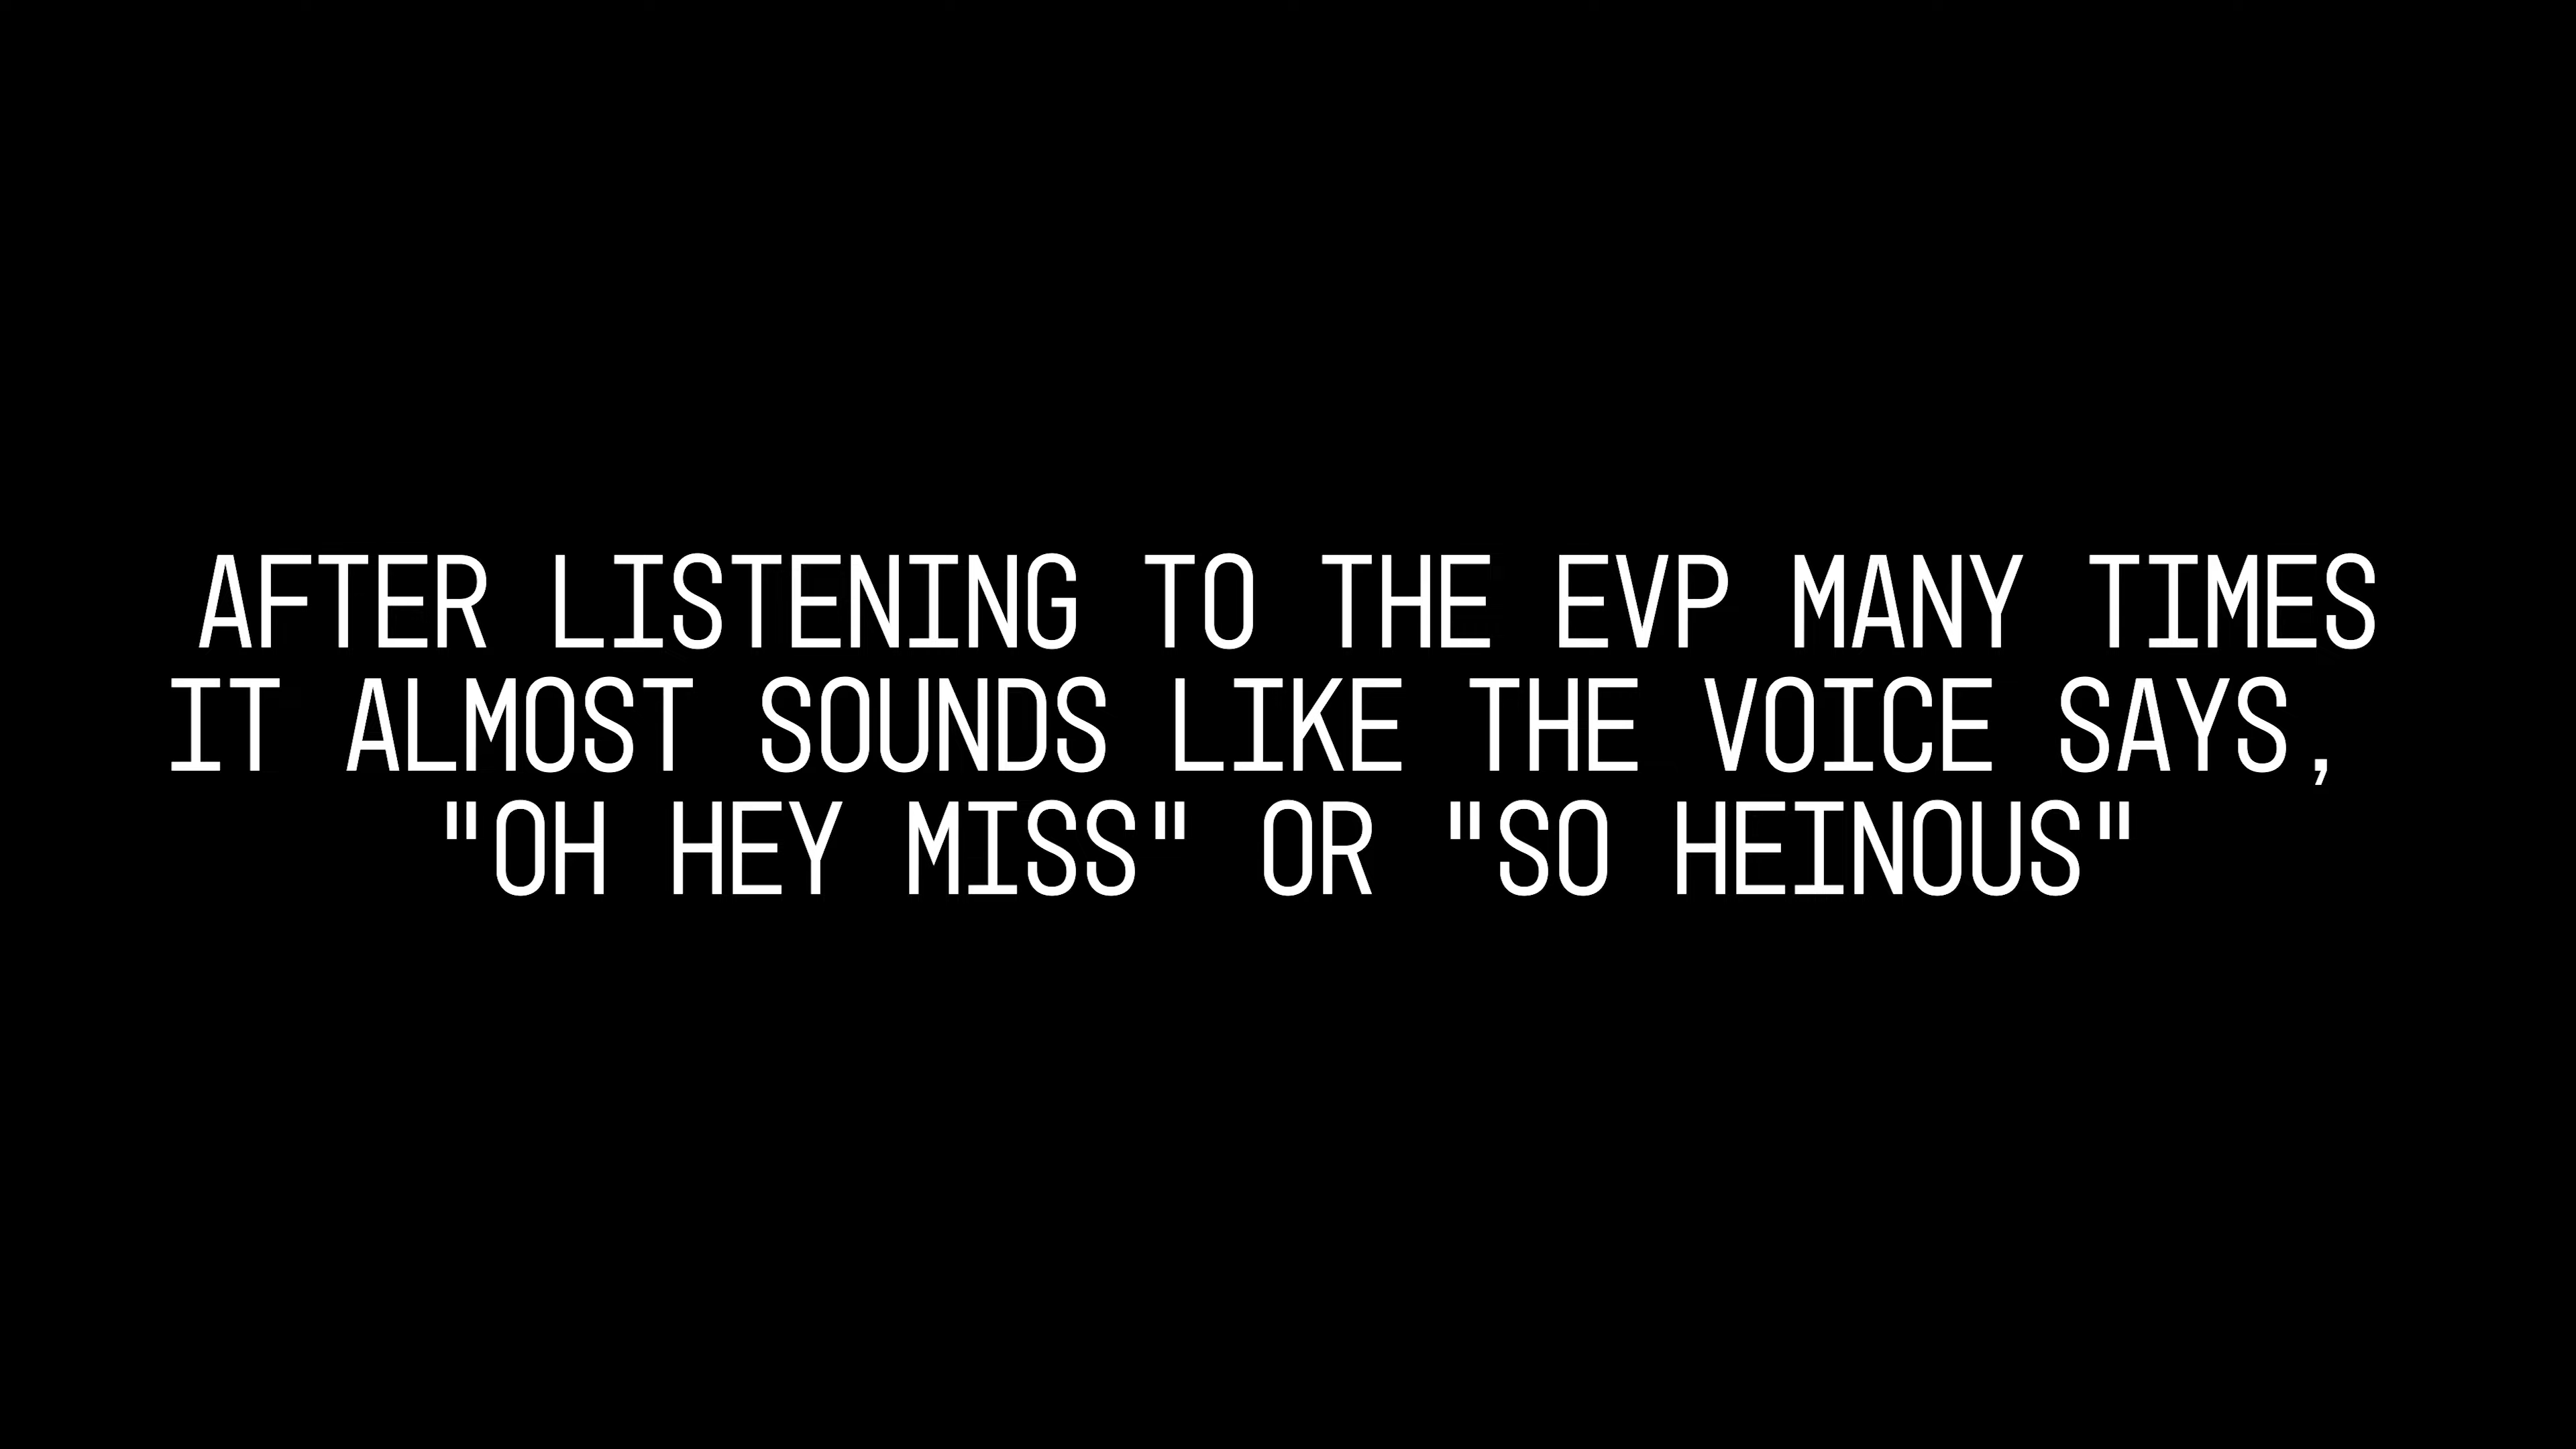 AFTER LISTENING TO THE EVP MANY TIMES
IT ALMOST SOUNDS LIKE THE VOICE SAYS,
"OH HEY MISS" OR "SO HEINOUS"